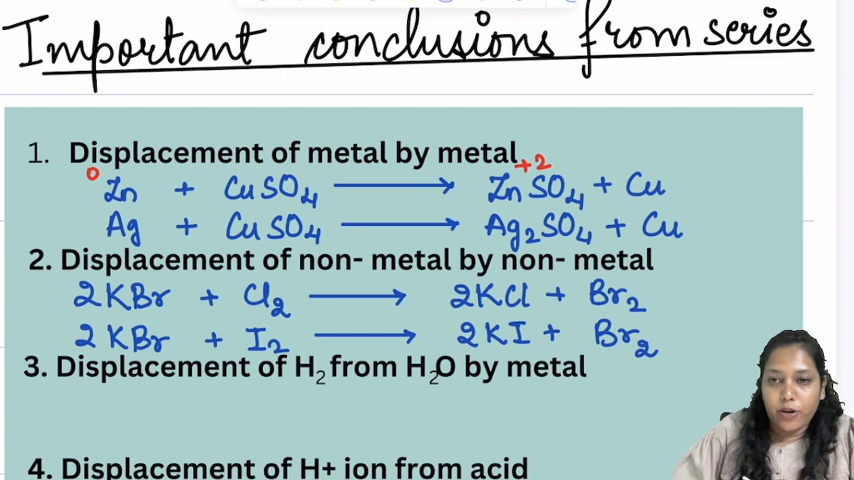 Important conclusions from series
1. Displacement of metal by metal
0 +2
Zn + CuSO4 ⟶ ZnSO4 + Cu
Ag + CuSO4 ⟶ Ag2SO4 + Cu
2. Displacement of non- metal by non- metal
2KBr + Cl2 ⟶ 2KCl + Br2
2KBr + I2 ⟶ 2KI + Br2
3. Displacement of H2 from H2O by metal
4. Displacement of H+ ion from acid